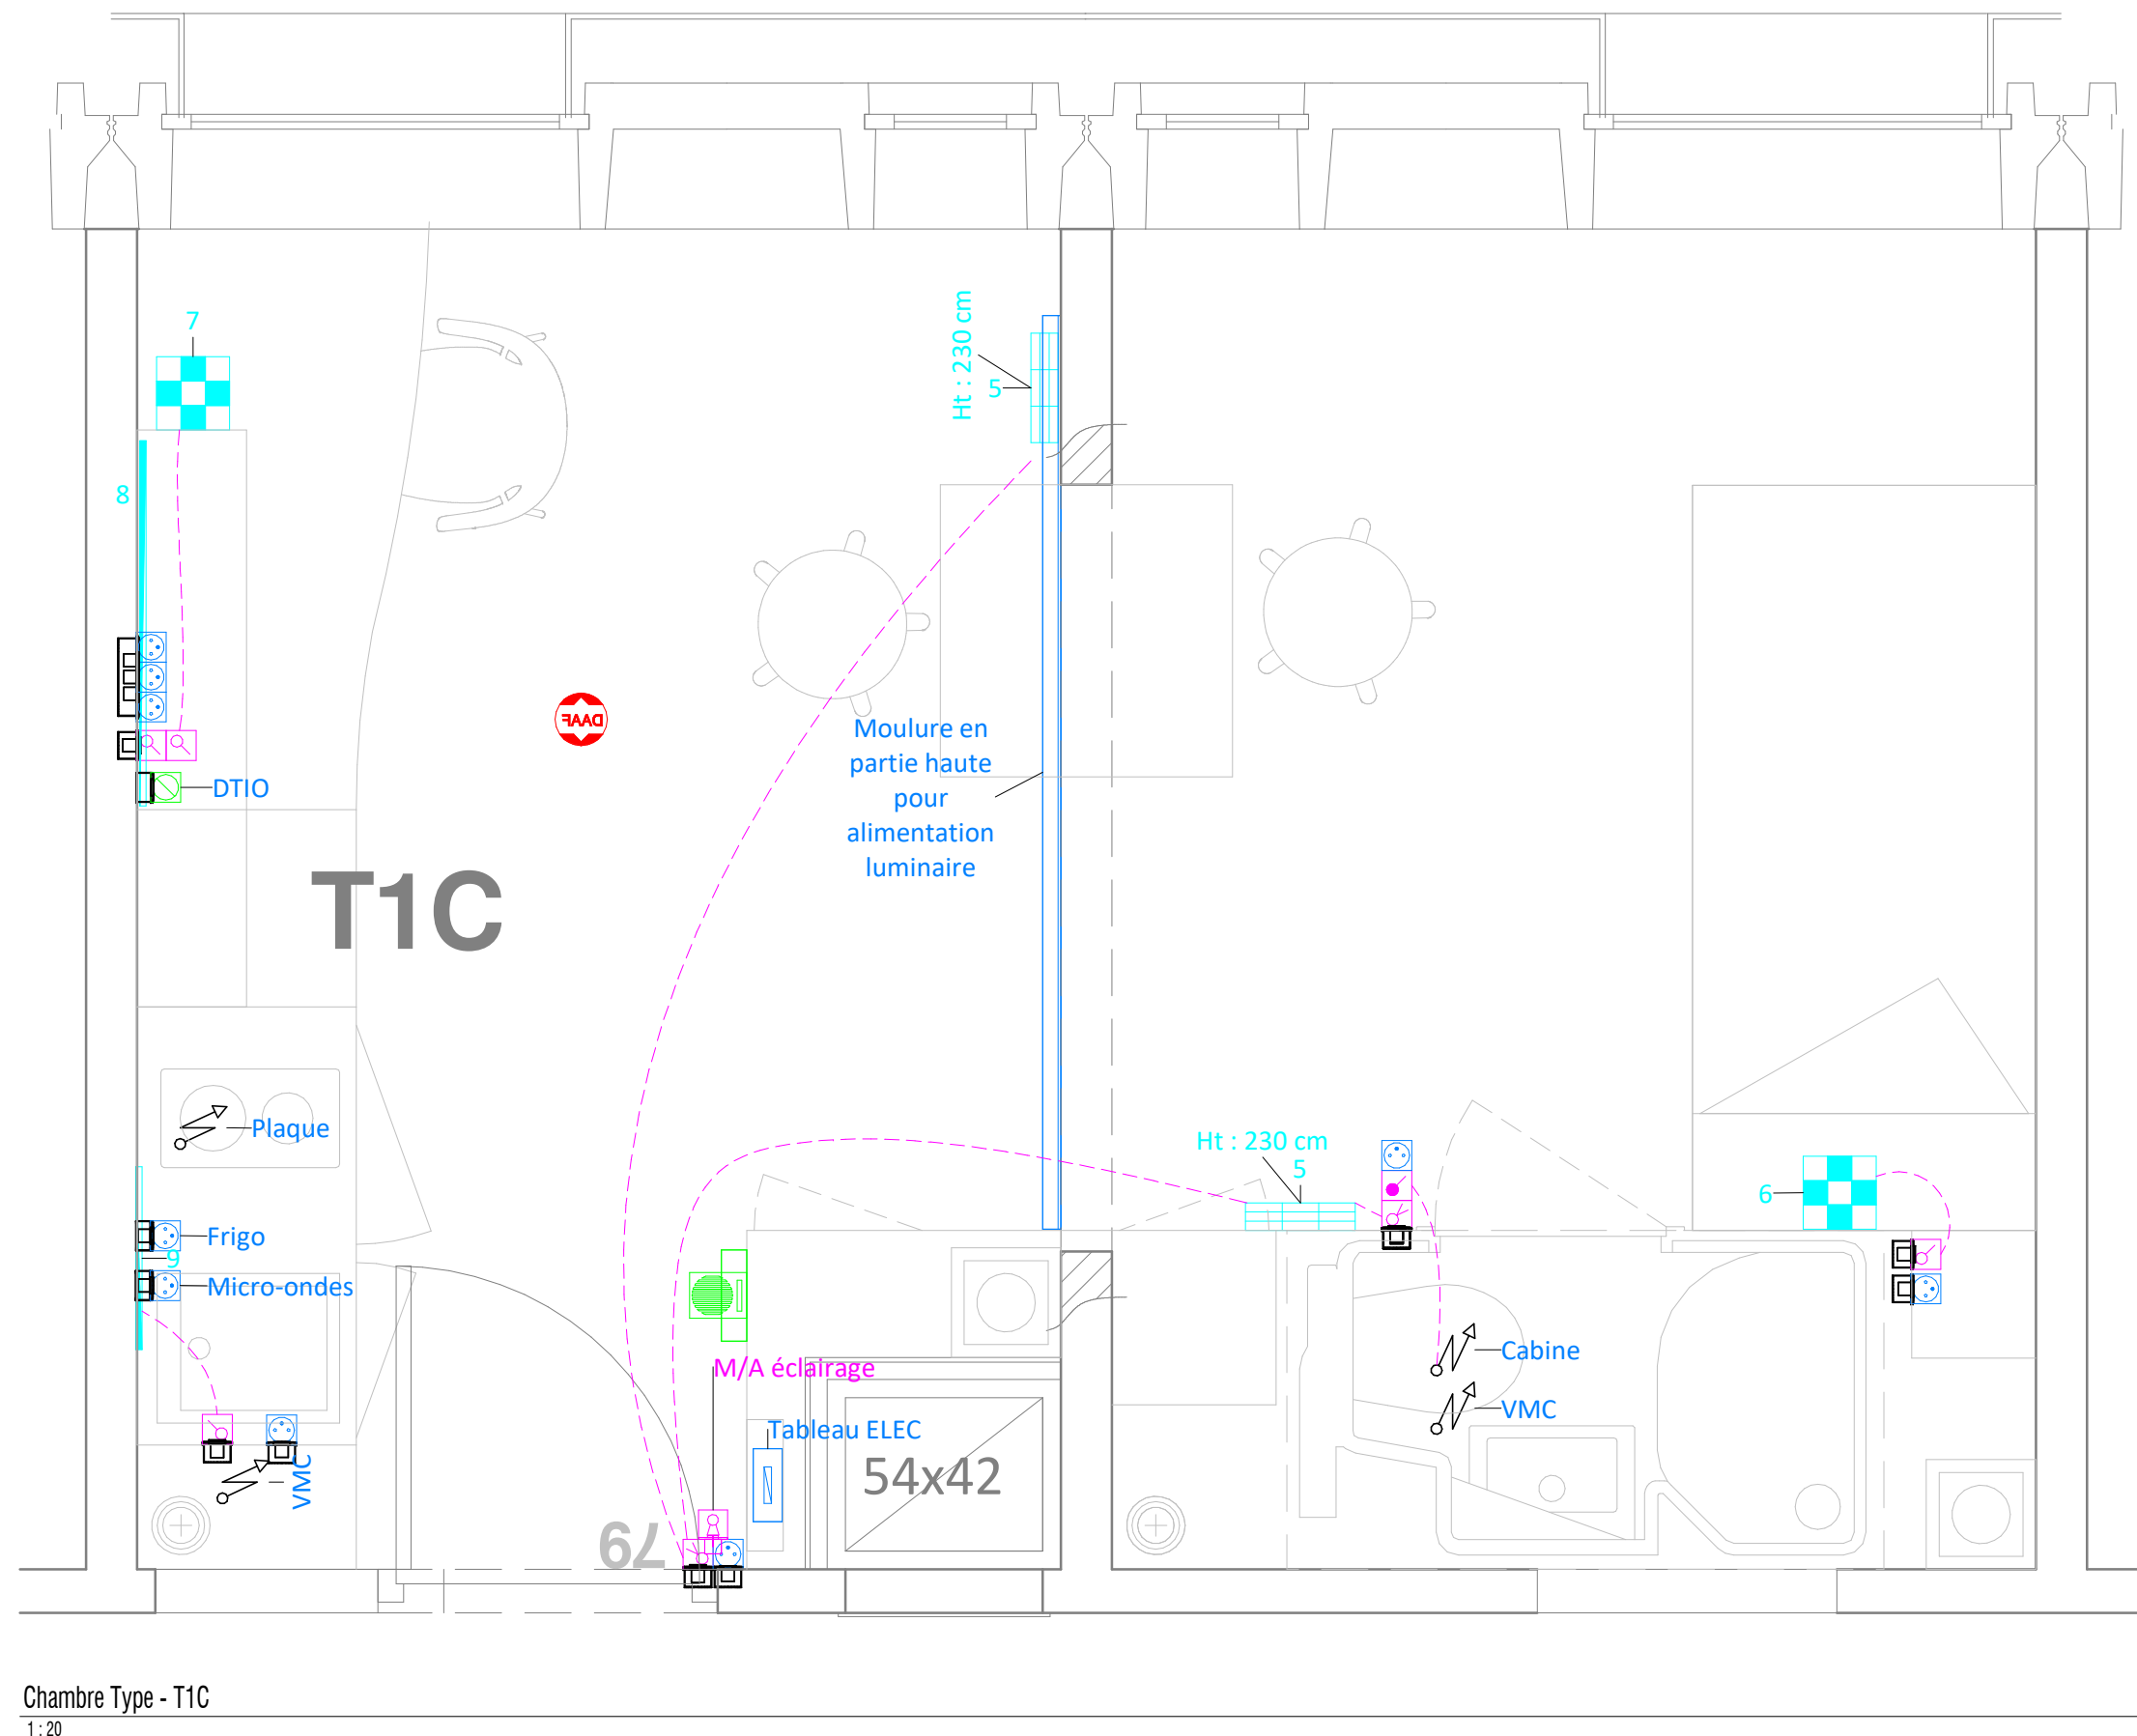 7
Ht : 230 cm
5
8
DAAF
Moulure en
partie haute
pour
alimentation
luminaire
DTIO
T1C
Plaque
Ht : 230 cm
5
6
Frigo
9
Micro-ondes
Cabine
M/A éclairage
VMC
Tableau ELEC
54x42
VMC
79
Chambre Type - T1C
1 : 20